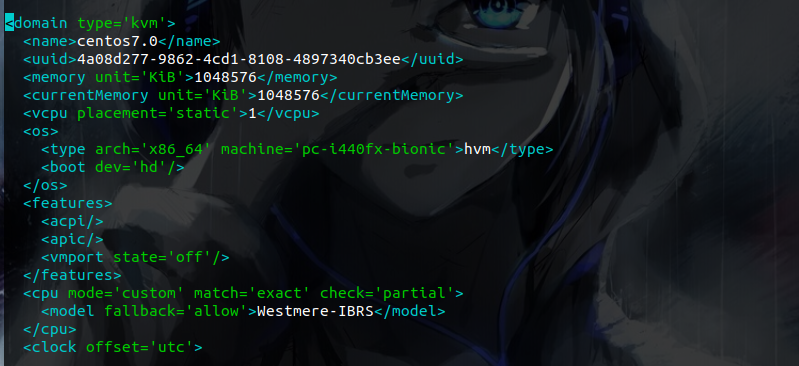 <domain type='kvm'>
  <name>centos7.0</name>
  <uuid>4a08d277-9862-4cd1-8108-4897340cb3ee</uuid>
  <memory unit='KiB'>1048576</memory>
  <currentMemory unit='KiB'>1048576</currentMemory>
  <vcpu placement='static'>1</vcpu>
  <os>
    <type arch='x86_64' machine='pc-i440fx-bionic'>hvm</type>
    <boot dev='hd'/>
  </os>
  <features>
    <acpi/>
    <apic/>
    <vmport state='off'/>
  </features>
  <cpu mode='custom' match='exact' check='partial'>
    <model fallback='allow'>Westmere-IBRS</model>
  </cpu>
  <clock offset='utc'>